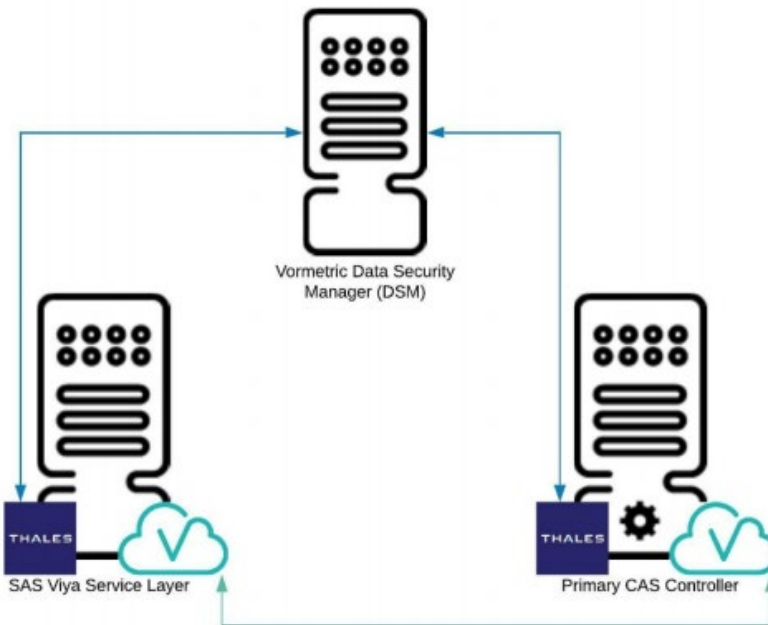 Vormetric Data Security
Manager (DSM)
THALES
THALES
SAS Viya Service Layer
Primary CAS Controller